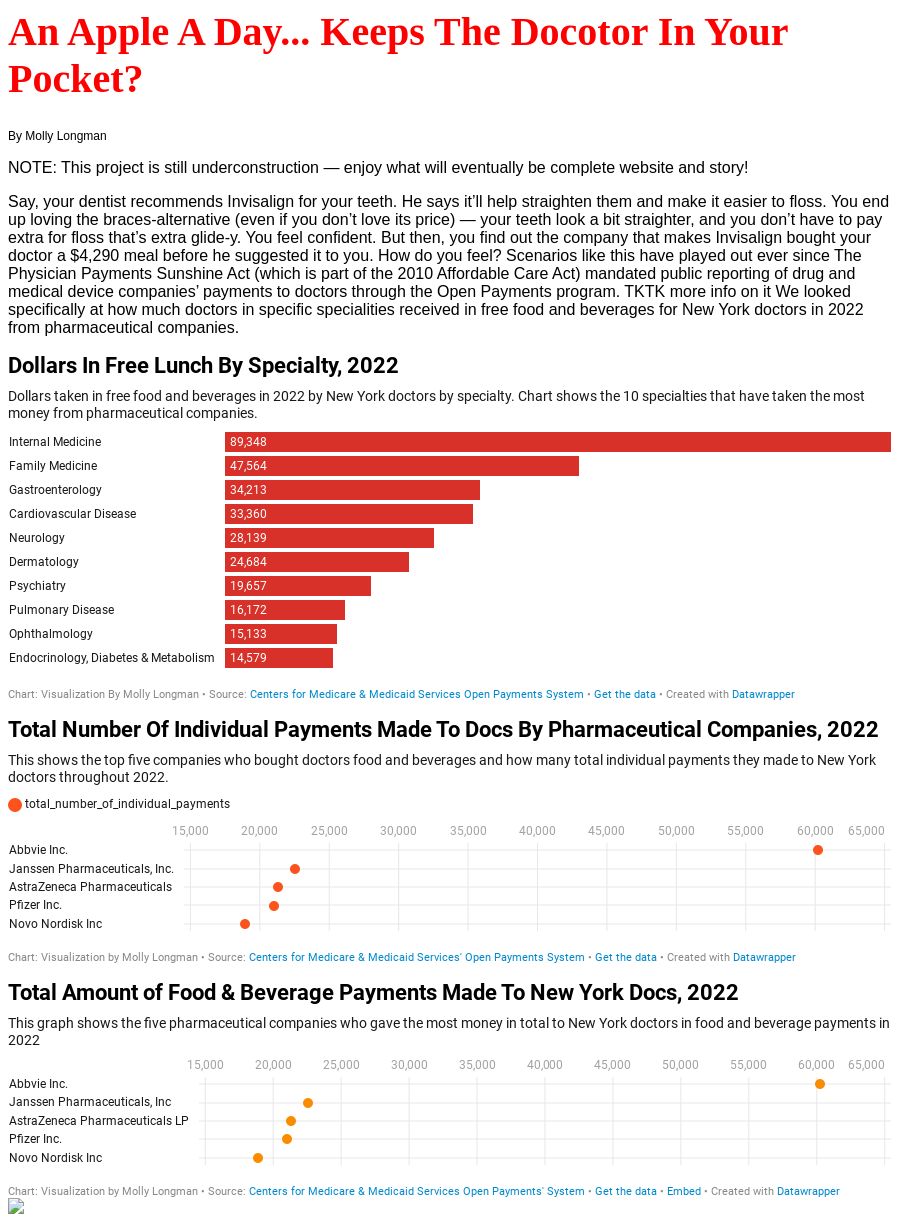 An Apple A Day... Keeps The Docotor In Your
Pocket?
By Molly Longman
NOTE: This project is still underconstruction — enjoy what will eventually be complete website and story!
Say, your dentist recommends Invisalign for your teeth. He says it’ll help straighten them and make it easier to floss. You end
up loving the braces-alternative (even if you don’t love its price) — your teeth look a bit straighter, and you don’t have to pay
extra for floss that’s extra glide-y. You feel confident. But then, you find out the company that makes Invisalign bought your
doctor a $4,290 meal before he suggested it to you. How do you feel? Scenarios like this have played out ever since The
Physician Payments Sunshine Act (which is part of the 2010 Affordable Care Act) mandated public reporting of drug and
medical device companies’ payments to doctors through the Open Payments program. TKTK more info on it We looked
specifically at how much doctors in specific specialities received in free food and beverages for New York doctors in 2022
from pharmaceutical companies.
Dollars In Free Lunch By Specialty, 2022
Dollars taken in free food and beverages in 2022 by New York doctors by specialty. Chart shows the 10 specialties that have taken the most
money from pharmaceutical companies.
Internal Medicine 89,348
Family Medicine 47,564
Gastroenterology 34,213
Cardiovascular Disease 33,360
Neurology 28,139
Dermatology 24,684
Psychiatry 19,657
Pulmonary Disease 16,172
Ophthalmology 15,133
Endocrinology, Diabetes & Metabolism 14,579
Chart: Visualization By Molly Longman • Source: Centers for Medicare & Medicaid Services Open Payments System • Get the data • Created with Datawrapper
Total Number Of Individual Payments Made To Docs By Pharmaceutical Companies, 2022
This shows the top five companies who bought doctors food and beverages and how many total individual payments they made to New York
doctors throughout 2022.
total_number_of_individual_payments
15,000 20,000 25,000 30,000 35,000 40,000 45,000 50,000 55,000 60,000 65,000
Abbvie Inc.
Janssen Pharmaceuticals, Inc.
AstraZeneca Pharmaceuticals
Pfizer Inc.
Novo Nordisk Inc
Chart: Visualization by Molly Longman • Source: Centers for Medicare & Medicaid Services' Open Payments System • Get the data • Created with Datawrapper
Total Amount of Food & Beverage Payments Made To New York Docs, 2022
This graph shows the five pharmaceutical companies who gave the most money in total to New York doctors in food and beverage payments in
2022
15,000 20,000 25,000 30,000 35,000 40,000 45,000 50,000 55,000 60,000 65,000
Abbvie Inc.
Janssen Pharmaceuticals, Inc
AstraZeneca Pharmaceuticals LP
Pfizer Inc.
Novo Nordisk Inc
Chart: Visualization by Molly Longman • Source: Centers for Medicare & Medicaid Services Open Payments' System • Get the data • Embed • Created with Datawrapper